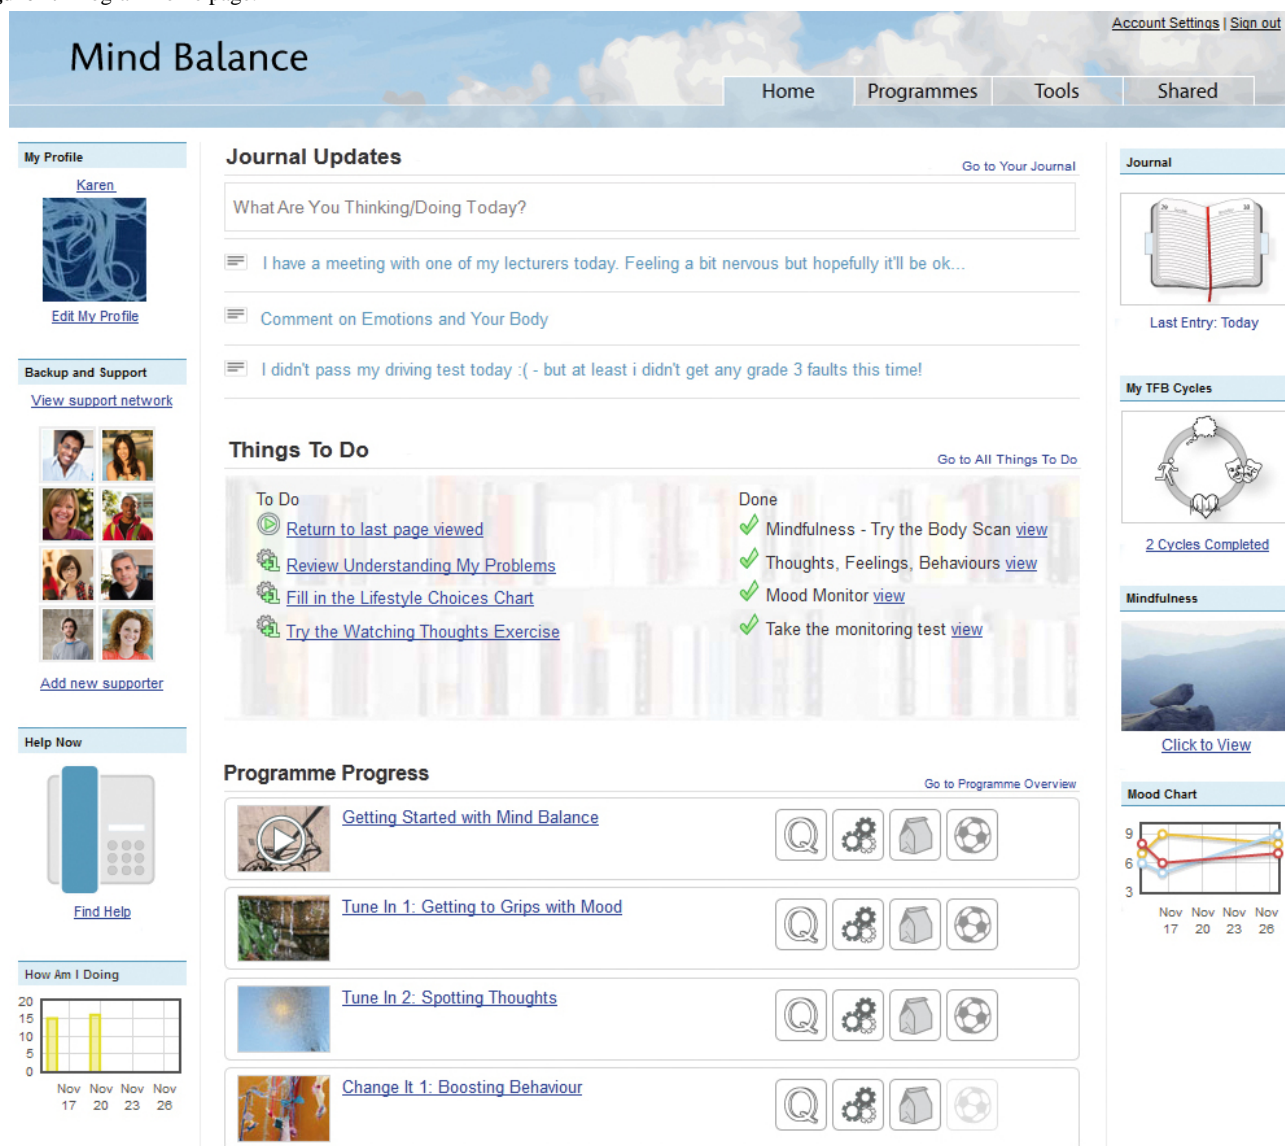 Account Settings | Sign out
Mind Balance
Home
Programmes
Tools
Shared
My Profile
Karen
Edit My Profile
Backup and Support
View support network
Add new supporter
Help Now
Find Help
How Am I Doing
20
15
10
5
0
Nov Nov Nov Nov
17 20 23 26
Journal Updates
Go to Your Journal
What Are You Thinking/Doing Today?
I have a meeting with one of my lecturers today. Feeling a bit nervous but hopefully it'll be ok...
Comment on Emotions and Your Body
I didn't pass my driving test today :( - but at least i didn't get any grade 3 faults this time!
Things To Do
Go to All Things To Do
To Do
Return to last page viewed
Review Understanding My Problems
Fill in the Lifestyle Choices Chart
Try the Watching Thoughts Exercise
Done
Mindfulness - Try the Body Scan view
Thoughts, Feelings, Behaviours view
Mood Monitor view
Take the monitoring test view
Programme Progress
Go to Programme Overview
Getting Started with Mind Balance
Q
Tune In 1: Getting to Grips with Mood
Q
Tune In 2: Spotting Thoughts
Q
Change It 1: Boosting Behaviour
Q
Journal
Last Entry: Today
My TFB Cycles
2 Cycles Completed
Mindfulness
Click to View
Mood Chart
9
6
3
Nov Nov Nov Nov
17 20 23 26